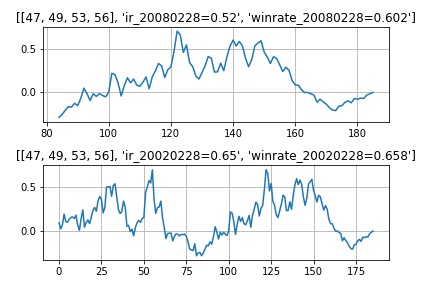 [[47, 49, 53, 56], 'ir_20080228=0.52', 'winrate_20080228=0.602']
0.5
0.0
80 100 120 140 160 180
[[47, 49, 53, 56], 'ir_20020228=0.65', 'winrate_20020228=0.658']
0.5
0.0
0 25 50 75 100 125 150 175